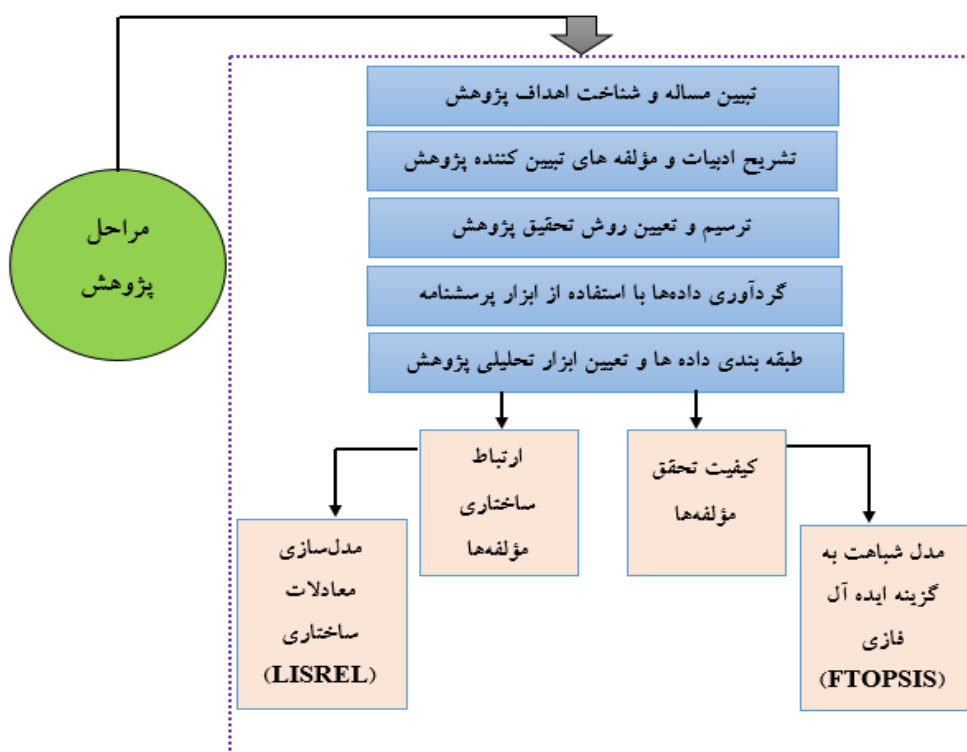 مراحل
پژوهش
تبیین مساله و شناخت اهداف پژوهش
تشریح ادبیات و مؤلفه های تبیین کننده پژوهش
ترسیم و تعیین روش تحقیق پژوهش
گردآوری داده‌ها با استفاده از ابزار پرسشنامه
طبقه بندی داده ها و تعیین ابزار تحلیلی پژوهش
کیفیت تحقق
مؤلفه‌ها
ارتباط
ساختاری
مؤلفه‌ها
مدل شباهت به
گزینه ایده آل
فازی
(FTOPSIS)
مدل‌سازی
معادلات
ساختاری
(LISREL)